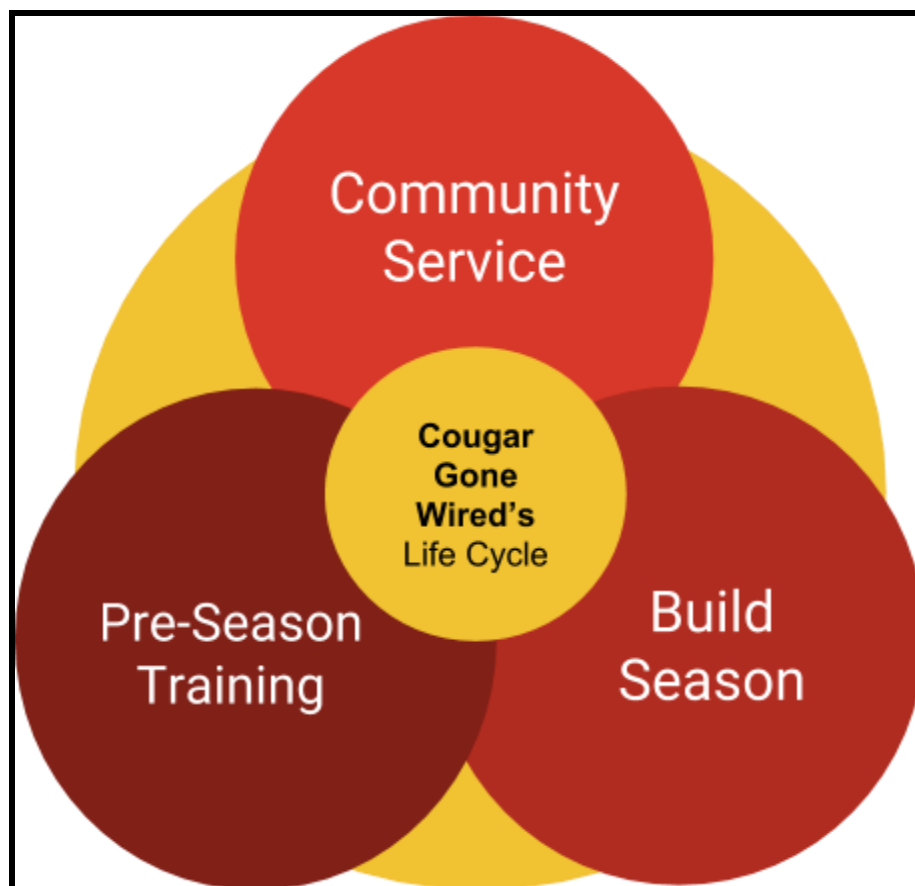 Community
Service
Cougar
Gone
Wired’s
Life Cycle
Pre-Season
Training
Build
Season